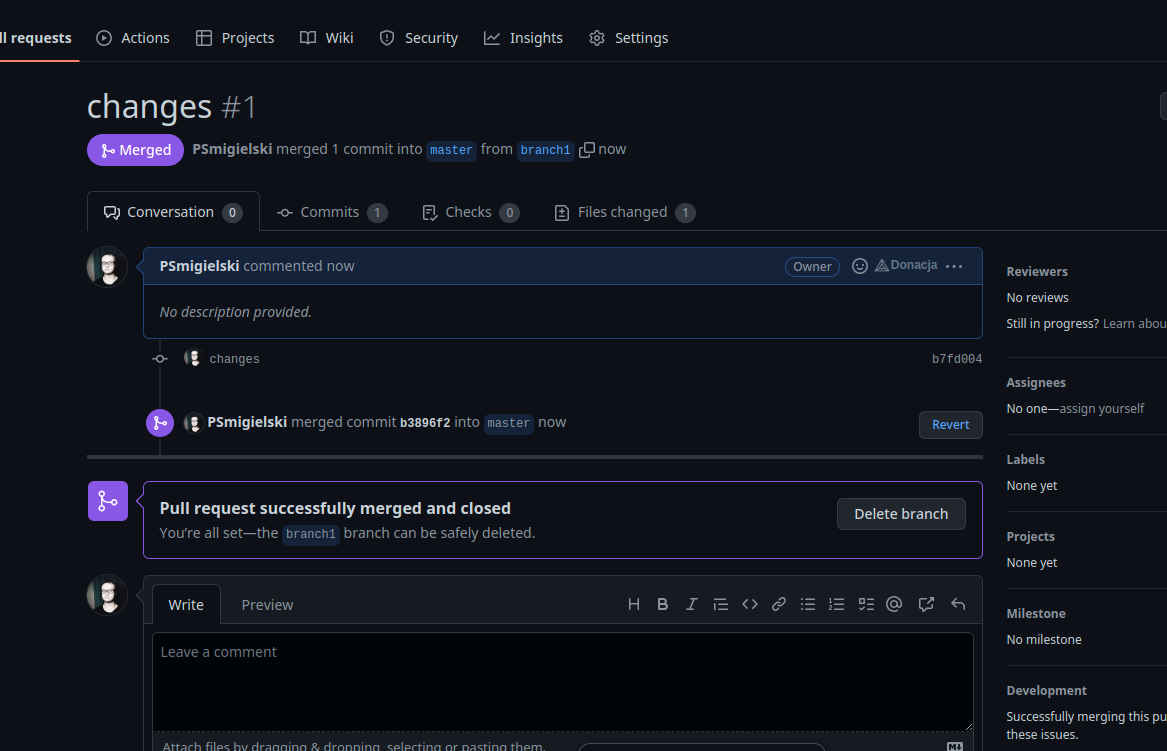 ll requests Actions Projects Wiki Security Insights Settings
changes #1
Merged PSmigielski merged 1 commit into master from branch1 now
Conversation 0 Commits 1 Checks 0 Files changed 1
PSmigielski commented now Owner Donacja
No description provided.
changes b7fd004
PSmigielski merged commit b3896f2 into master now Revert
Pull request successfully merged and closed
You're all set—the branch1 branch can be safely deleted.
Delete branch
Write Preview
Leave a comment
Attach files by dragging & dropping, selecting or pasting them.
Reviewers
No reviews
Still in progress? Learn abou
Assignees
No one—assign yourself
Labels
None yet
Projects
None yet
Milestone
No milestone
Development
Successfully merging this pu
these issues.